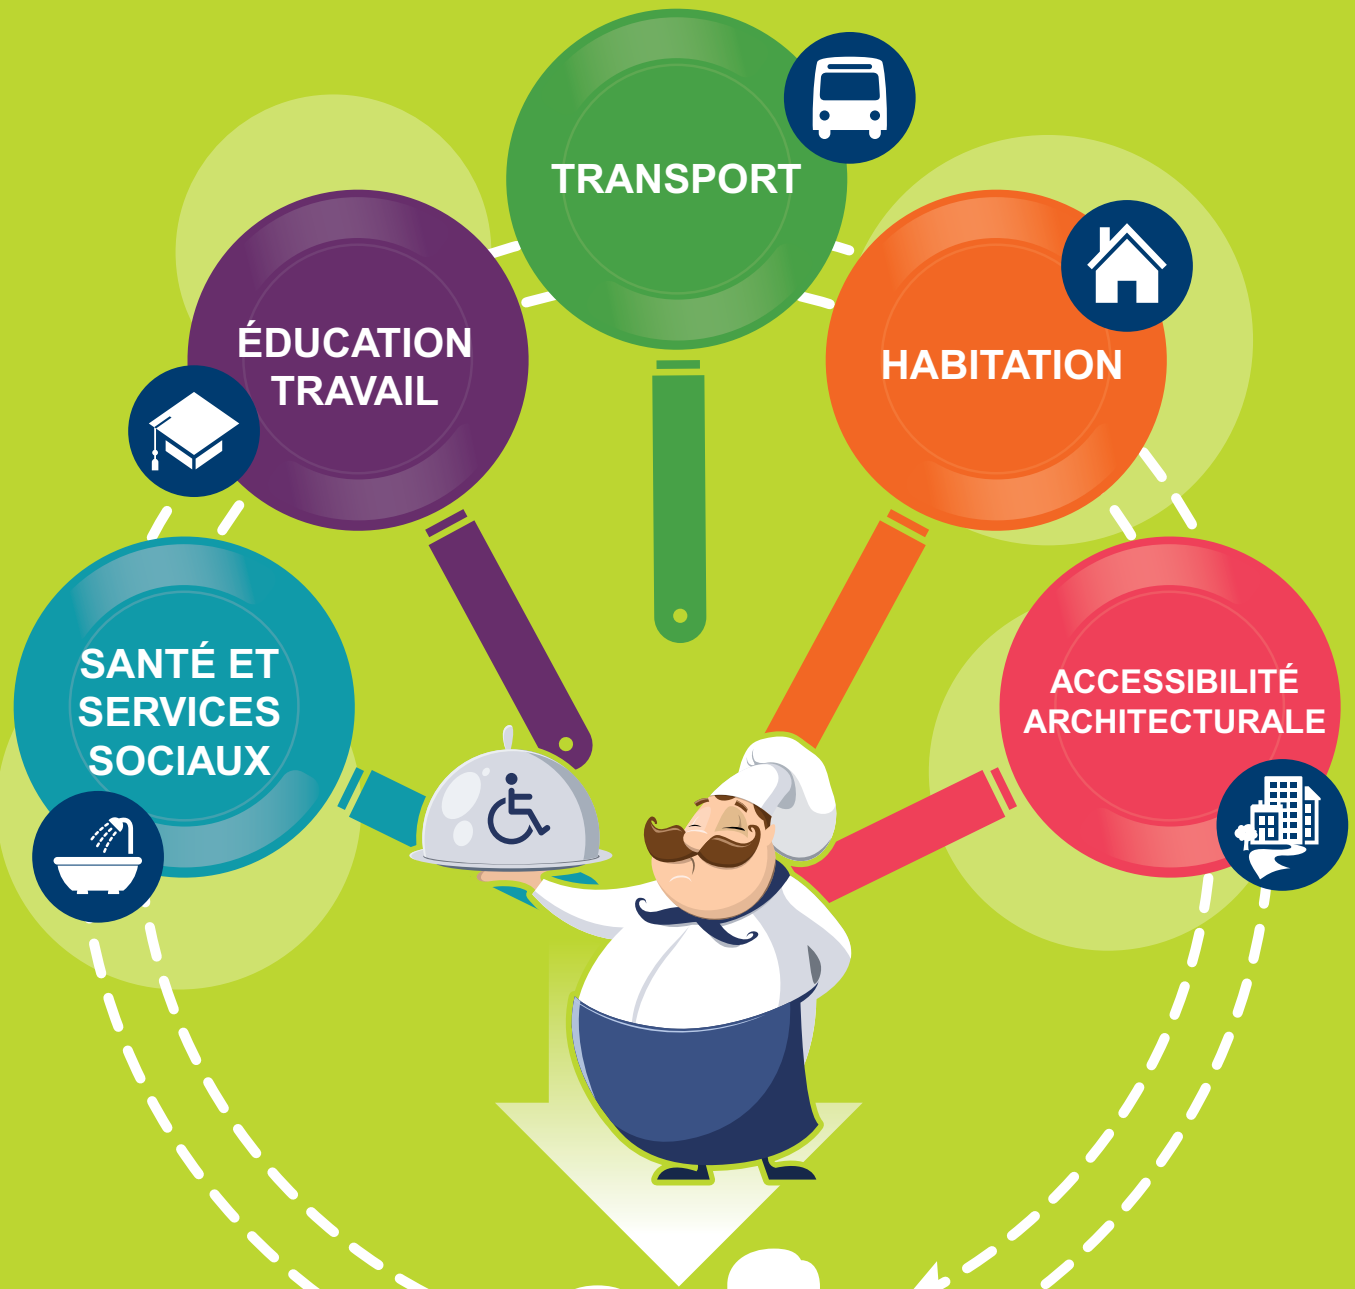 TRANSPORT
ÉDUCATION
TRAVAIL
HABITATION
SANTÉ ET
SERVICES
SOCIAUX
ACCESSIBILITÉ
ARCHITECTURALE